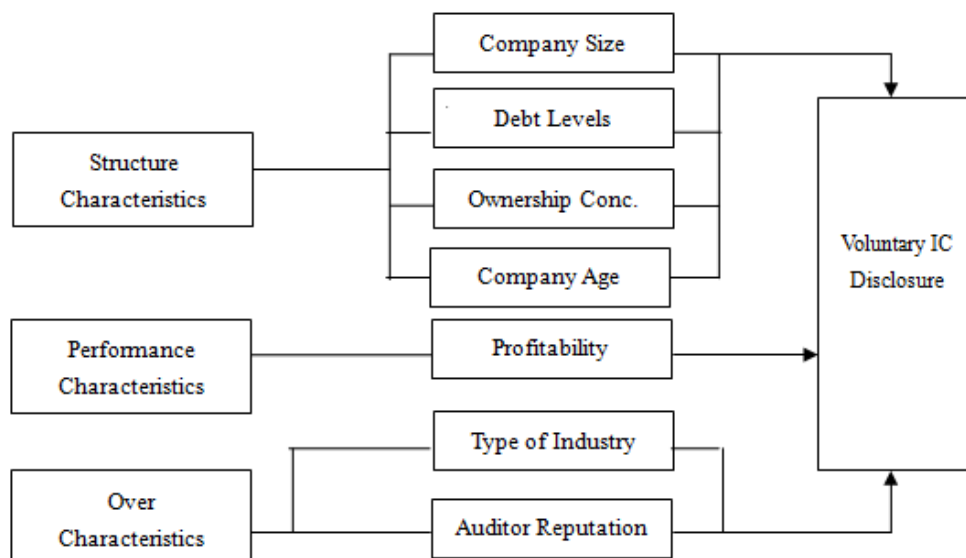 Company Size
Debt Levels
Structure
Characteristics
Ownership Conc.
Company Age
Voluntary IC
Disclosure
Performance
Characteristics
Profitability
Type of Industry
Over
Characteristics
Auditor Reputation